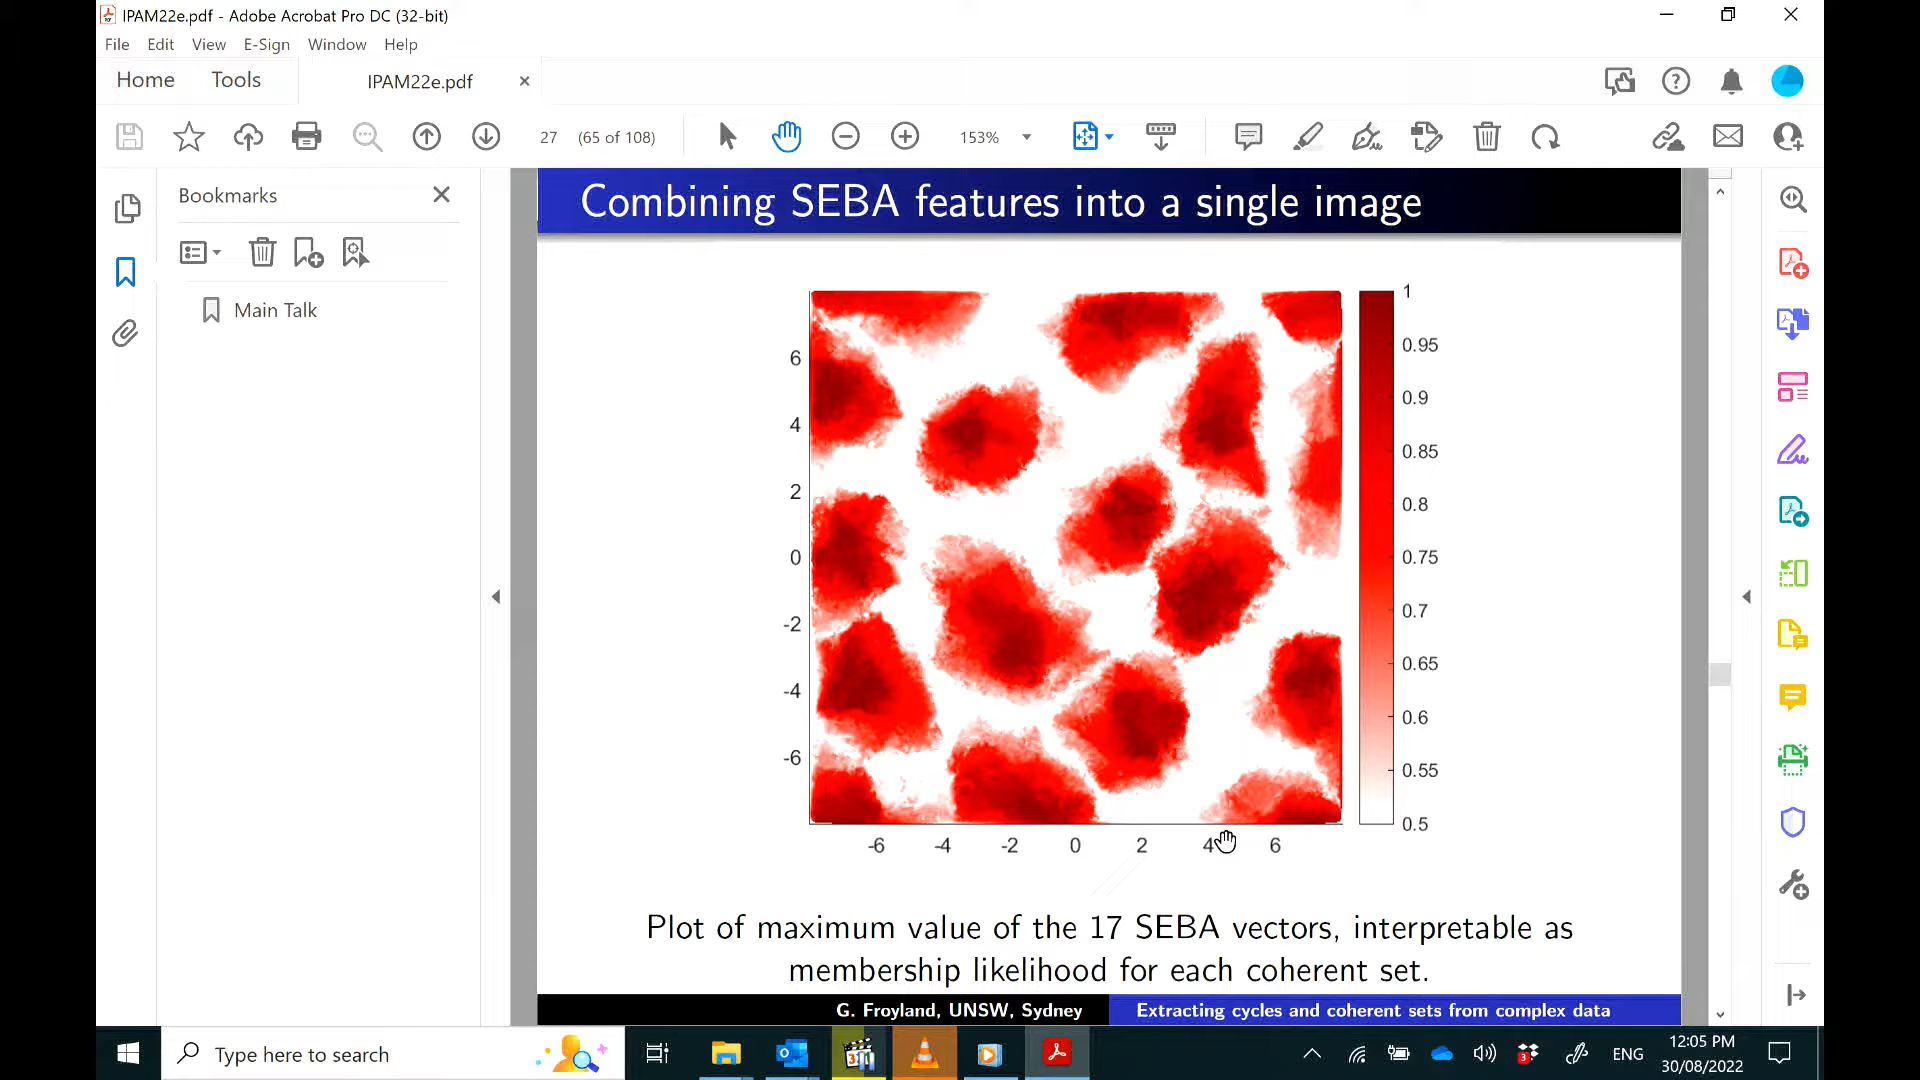 IPAM22e.pdf - Adobe Acrobat Pro DC (32-bit)
File Edit View E-Sign Window Help
Home Tools IPAM22e.pdf
27 (65 of 108) 153%
Bookmarks
Main Talk
Combining SEBA features into a single image
6
4
2
0
-2
-4
-6
-6 -4 -2 0 2 4 6
1
0.95
0.9
0.85
0.8
0.75
0.7
0.65
0.6
0.55
0.5
Plot of maximum value of the 17 SEBA vectors, interpretable as
membership likelihood for each coherent set.
G. Froyland, UNSW, Sydney Extracting cycles and coherent sets from complex data
Type here to search
311
3
ENG
12:05 PM
30/08/2022